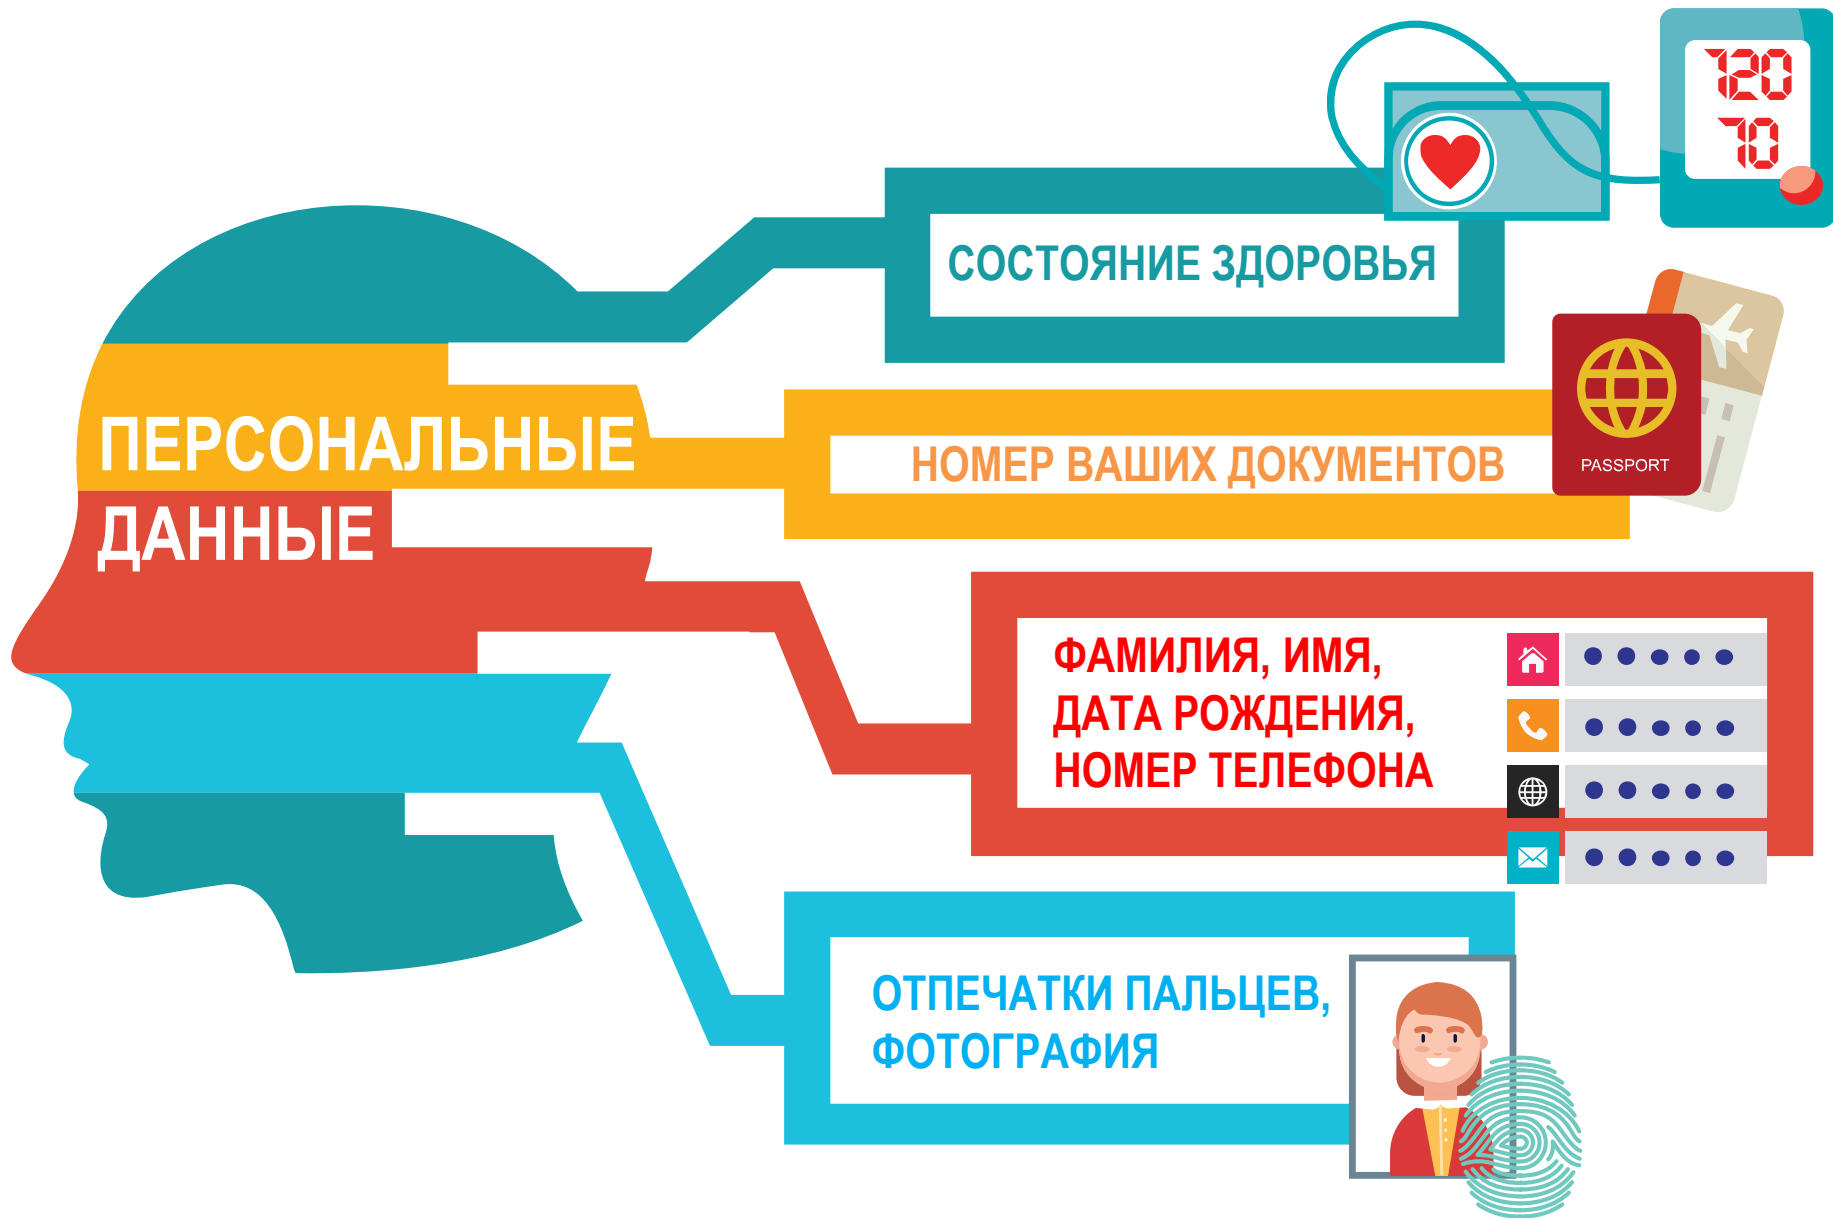 ПЕРСОНАЛЬНЫЕ
ДАННЫЕ
120
70
СОСТОЯНИЕ ЗДОРОВЬЯ
НОМЕР ВАШИХ ДОКУМЕНТОВ
PASSPORT
ФАМИЛИЯ, ИМЯ,
ДАТА РОЖДЕНИЯ,
НОМЕР ТЕЛЕФОНА
ОТПЕЧАТКИ ПАЛЬЦЕВ,
ФОТОГРАФИЯ